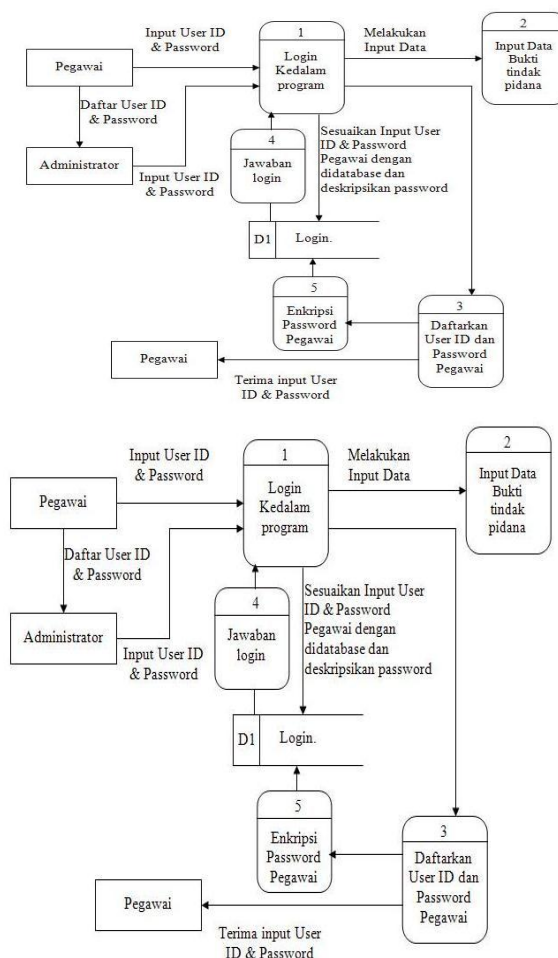 Input User ID
& Password
1
Login
Kedalam
program
Melakukan
Input Data
2
Input Data
Bukti
tindak
pidana
Pegawai
Daftar User ID
& Password
Administrator
Input User ID
& Password
4
Jawaban
login
Sesuaikan Input User
ID & Password
Pegawai dengan
didatabase dan
deskripsikan password
D1
Login.
5
Enkripsi
Password
Pegawai
3
Daftarkan
User ID dan
Password
Pegawai
Pegawai
Terima input User
ID & Password
Input User ID
& Password
1
Login
Kedalam
program
Melakukan
Input Data
2
Input Data
Bukti
tindak
pidana
Pegawai
Daftar User ID
& Password
Administrator
Input User ID
& Password
4
Jawaban
login
Sesuaikan Input User
ID & Password
Pegawai dengan
didatabase dan
deskripsikan password
D1
Login.
5
Enkripsi
Password
Pegawai
3
Daftarkan
User ID dan
Password
Pegawai
Pegawai
Terima input User
ID & Password